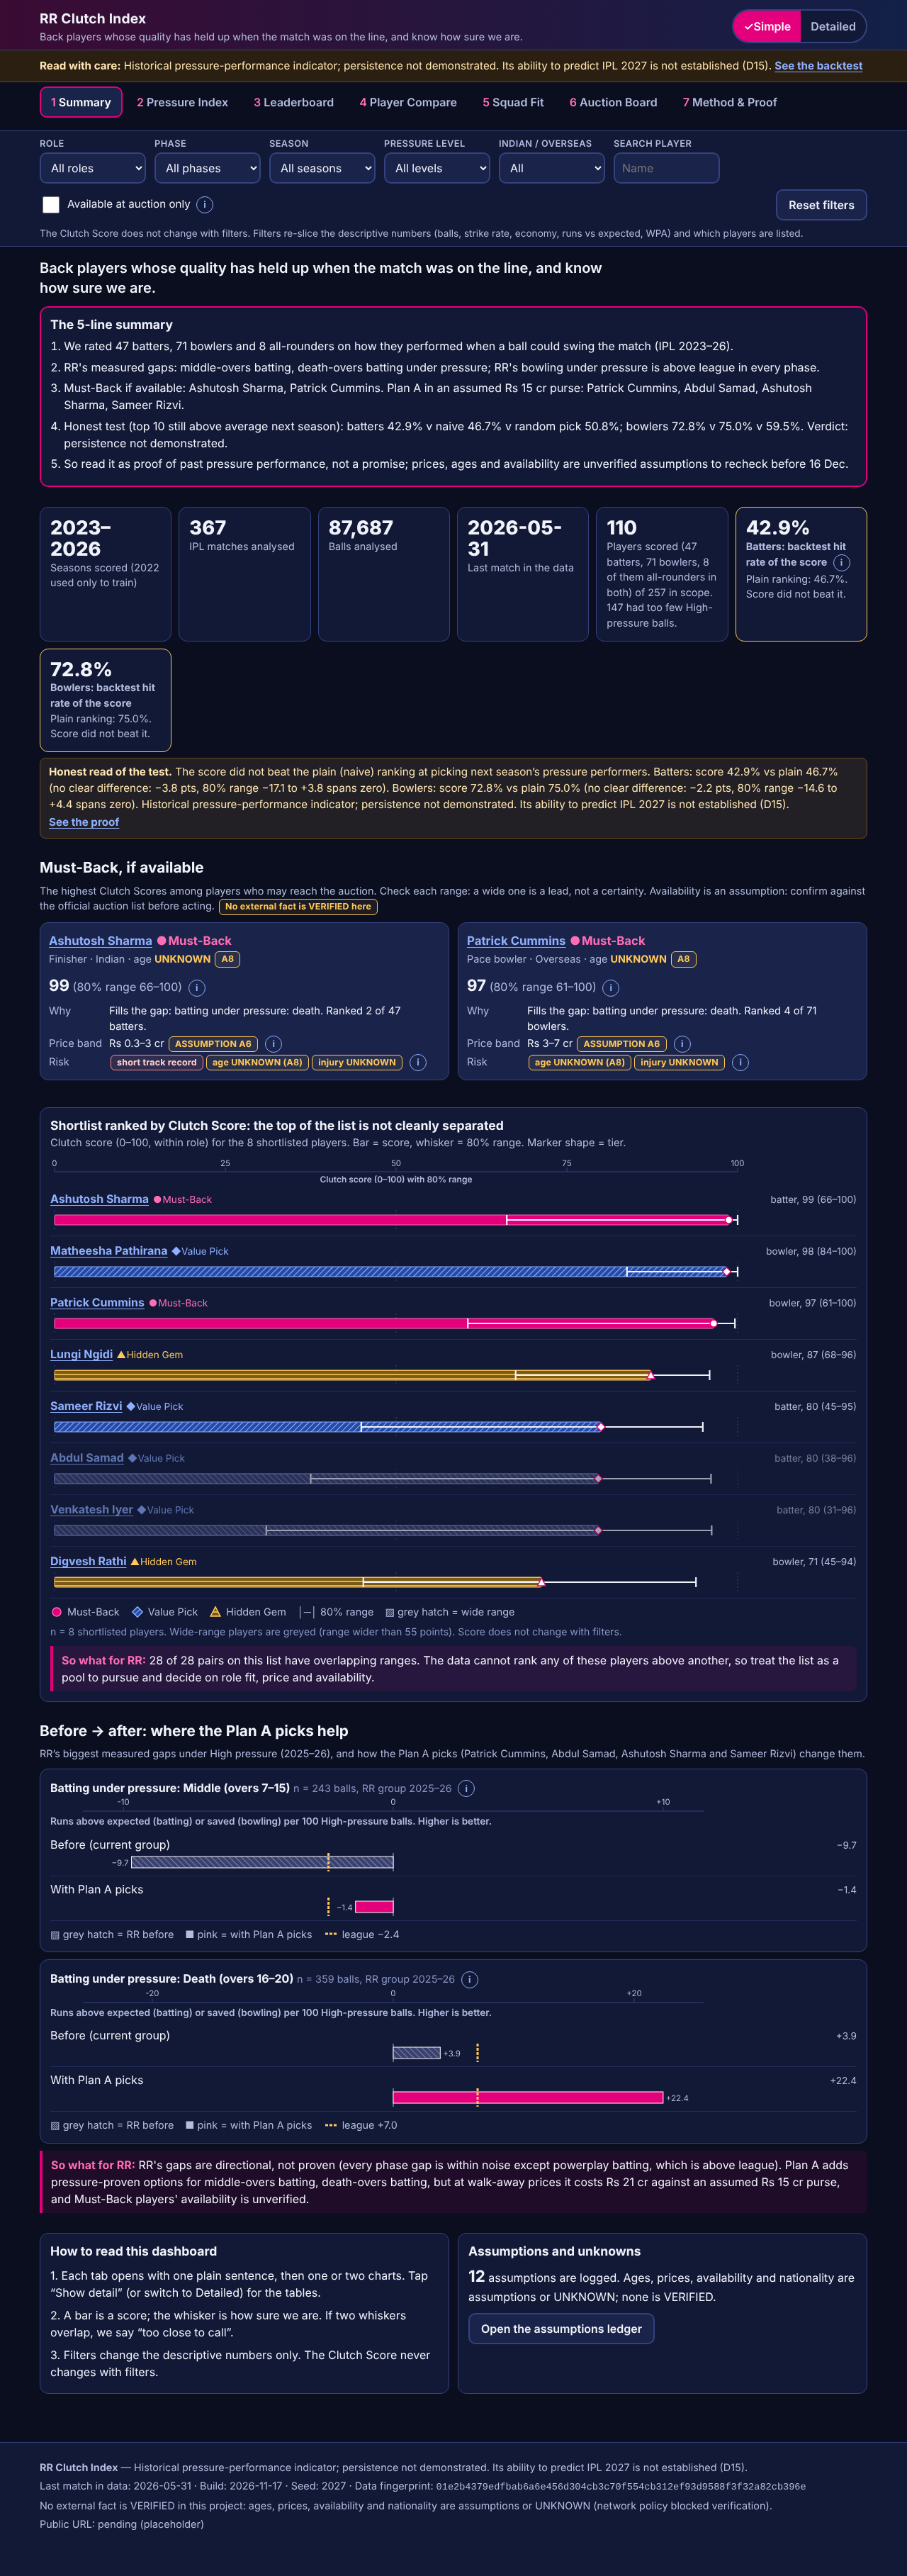 RR Clutch Index
Back players whose quality has held up when the match was on the line, and know how sure we are.
✓Simple
Detailed
Read with care: Historical pressure-performance indicator; persistence not demonstrated. Its ability to predict IPL 2027 is not established (D15). See the backtest
1 Summary
2 Pressure Index
3 Leaderboard
4 Player Compare
5 Squad Fit
6 Auction Board
7 Method & Proof
ROLE
PHASE
SEASON
PRESSURE LEVEL
INDIAN / OVERSEAS
SEARCH PLAYER
All roles
All phases
All seasons
All levels
All
Name
Available at auction only i
Reset filters
The Clutch Score does not change with filters. Filters re-slice the descriptive numbers (balls, strike rate, economy, runs vs expected, WPA) and which players are listed.
Back players whose quality has held up when the match was on the line, and know
how sure we are.
The 5-line summary
1. We rated 47 batters, 71 bowlers and 8 all-rounders on how they performed when a ball could swing the match (IPL 2023–26).
2. RR's measured gaps: middle-overs batting, death-overs batting under pressure; RR's bowling under pressure is above league in every phase.
3. Must-Back if available: Ashutosh Sharma, Patrick Cummins. Plan A in an assumed Rs 15 cr purse: Patrick Cummins, Abdul Samad, Ashutosh
Sharma, Sameer Rizvi.
4. Honest test (top 10 still above average next season): batters 42.9% v naive 46.7% v random pick 50.8%; bowlers 72.8% v 75.0% v 59.5%. Verdict:
persistence not demonstrated.
5. So read it as proof of past pressure performance, not a promise; prices, ages and availability are unverified assumptions to recheck before 16 Dec.
2023–
2026
Seasons scored (2022
used only to train)
367
IPL matches analysed
87,687
Balls analysed
2026-05-
31
Last match in the data
110
Players scored (47
batters, 71 bowlers, 8
of them all-rounders in
both) of 257 in scope.
147 had too few High-
pressure balls.
42.9%
Batters: backtest hit
rate of the score i
Plain ranking: 46.7%.
Score did not beat it.
72.8%
Bowlers: backtest hit
rate of the score
Plain ranking: 75.0%.
Score did not beat it.
Honest read of the test. The score did not beat the plain (naive) ranking at picking next season's pressure performers. Batters: score 42.9% vs plain 46.7%
(no clear difference: −3.8 pts, 80% range −17.1 to +3.8 spans zero). Bowlers: score 72.8% vs plain 75.0% (no clear difference: −2.2 pts, 80% range −14.6 to
+4.4 spans zero). Historical pressure-performance indicator; persistence not demonstrated. Its ability to predict IPL 2027 is not established (D15).
See the proof
Must-Back, if available
The highest Clutch Scores among players who may reach the auction. Check each range: a wide one is a lead, not a certainty. Availability is an assumption: confirm against
the official auction list before acting. No external fact is VERIFIED here
Ashutosh Sharma ●Must-Back
Finisher · Indian · age UNKNOWN A8
99 (80% range 66–100) i
Why Fills the gap: batting under pressure: death. Ranked 2 of 47
batters.
Price band Rs 0.3–3 cr ASSUMPTION A6 i
Risk short track record age UNKNOWN (A8) injury UNKNOWN i
Patrick Cummins ●Must-Back
Pace bowler · Overseas · age UNKNOWN A8
97 (80% range 61–100) i
Why Fills the gap: batting under pressure: death. Ranked 4 of 71
bowlers.
Price band Rs 3–7 cr ASSUMPTION A6 i
Risk age UNKNOWN (A8) injury UNKNOWN i
Shortlist ranked by Clutch Score: the top of the list is not cleanly separated
Clutch score (0–100, within role) for the 8 shortlisted players. Bar = score, whisker = 80% range. Marker shape = tier.
0 25 50 75 100
Clutch score (0–100) with 80% range
Ashutosh Sharma ●Must-Back batter, 99 (66–100)
Matheesha Pathirana ◆Value Pick bowler, 98 (84–100)
Patrick Cummins ●Must-Back bowler, 97 (61–100)
Lungi Ngidi ▲Hidden Gem bowler, 87 (68–96)
Sameer Rizvi ◆Value Pick batter, 80 (45–95)
Abdul Samad ◆Value Pick batter, 80 (38–96)
Venkatesh Iyer ◆Value Pick batter, 80 (31–96)
Digvesh Rathi ▲Hidden Gem bowler, 71 (45–94)
Must-Back Value Pick Hidden Gem |—| 80% range ▨ grey hatch = wide range
n = 8 shortlisted players. Wide-range players are greyed (range wider than 55 points). Score does not change with filters.
So what for RR: 28 of 28 pairs on this list have overlapping ranges. The data cannot rank any of these players above another, so treat the list as a
pool to pursue and decide on role fit, price and availability.
Before → after: where the Plan A picks help
RR's biggest measured gaps under High pressure (2025–26), and how the Plan A picks (Patrick Cummins, Abdul Samad, Ashutosh Sharma and Sameer Rizvi) change them.
Batting under pressure: Middle (overs 7–15) n = 243 balls, RR group 2025–26 i
-10 0 +10
Runs above expected (batting) or saved (bowling) per 100 High-pressure balls. Higher is better.
Before (current group) −9.7
−9.7
With Plan A picks −1.4
−1.4
▨ grey hatch = RR before ■ pink = with Plan A picks league −2.4
Batting under pressure: Death (overs 16–20) n = 359 balls, RR group 2025–26 i
-20 0 +20
Runs above expected (batting) or saved (bowling) per 100 High-pressure balls. Higher is better.
Before (current group) +3.9
+3.9
With Plan A picks +22.4
+22.4
▨ grey hatch = RR before ■ pink = with Plan A picks league +7.0
So what for RR: RR's gaps are directional, not proven (every phase gap is within noise except powerplay batting, which is above league). Plan A adds
pressure-proven options for middle-overs batting, death-overs batting, but at walk-away prices it costs Rs 21 cr against an assumed Rs 15 cr purse,
and Must-Back players' availability is unverified.
How to read this dashboard
1. Each tab opens with one plain sentence, then one or two charts. Tap
“Show detail” (or switch to Detailed) for the tables.
2. A bar is a score; the whisker is how sure we are. If two whiskers
overlap, we say “too close to call”.
3. Filters change the descriptive numbers only. The Clutch Score never
changes with filters.
Assumptions and unknowns
12 assumptions are logged. Ages, prices, availability and nationality are
assumptions or UNKNOWN; none is VERIFIED.
Open the assumptions ledger
RR Clutch Index — Historical pressure-performance indicator; persistence not demonstrated. Its ability to predict IPL 2027 is not established (D15).
Last match in data: 2026-05-31 · Build: 2026-11-17 · Seed: 2027 · Data fingerprint: 01e2b4379edfbab6a6e456d304cb3c70f554cb312ef93d9588f3f32a82cb396e
No external fact is VERIFIED in this project: ages, prices, availability and nationality are assumptions or UNKNOWN (network policy blocked verification).
Public URL: pending (placeholder)